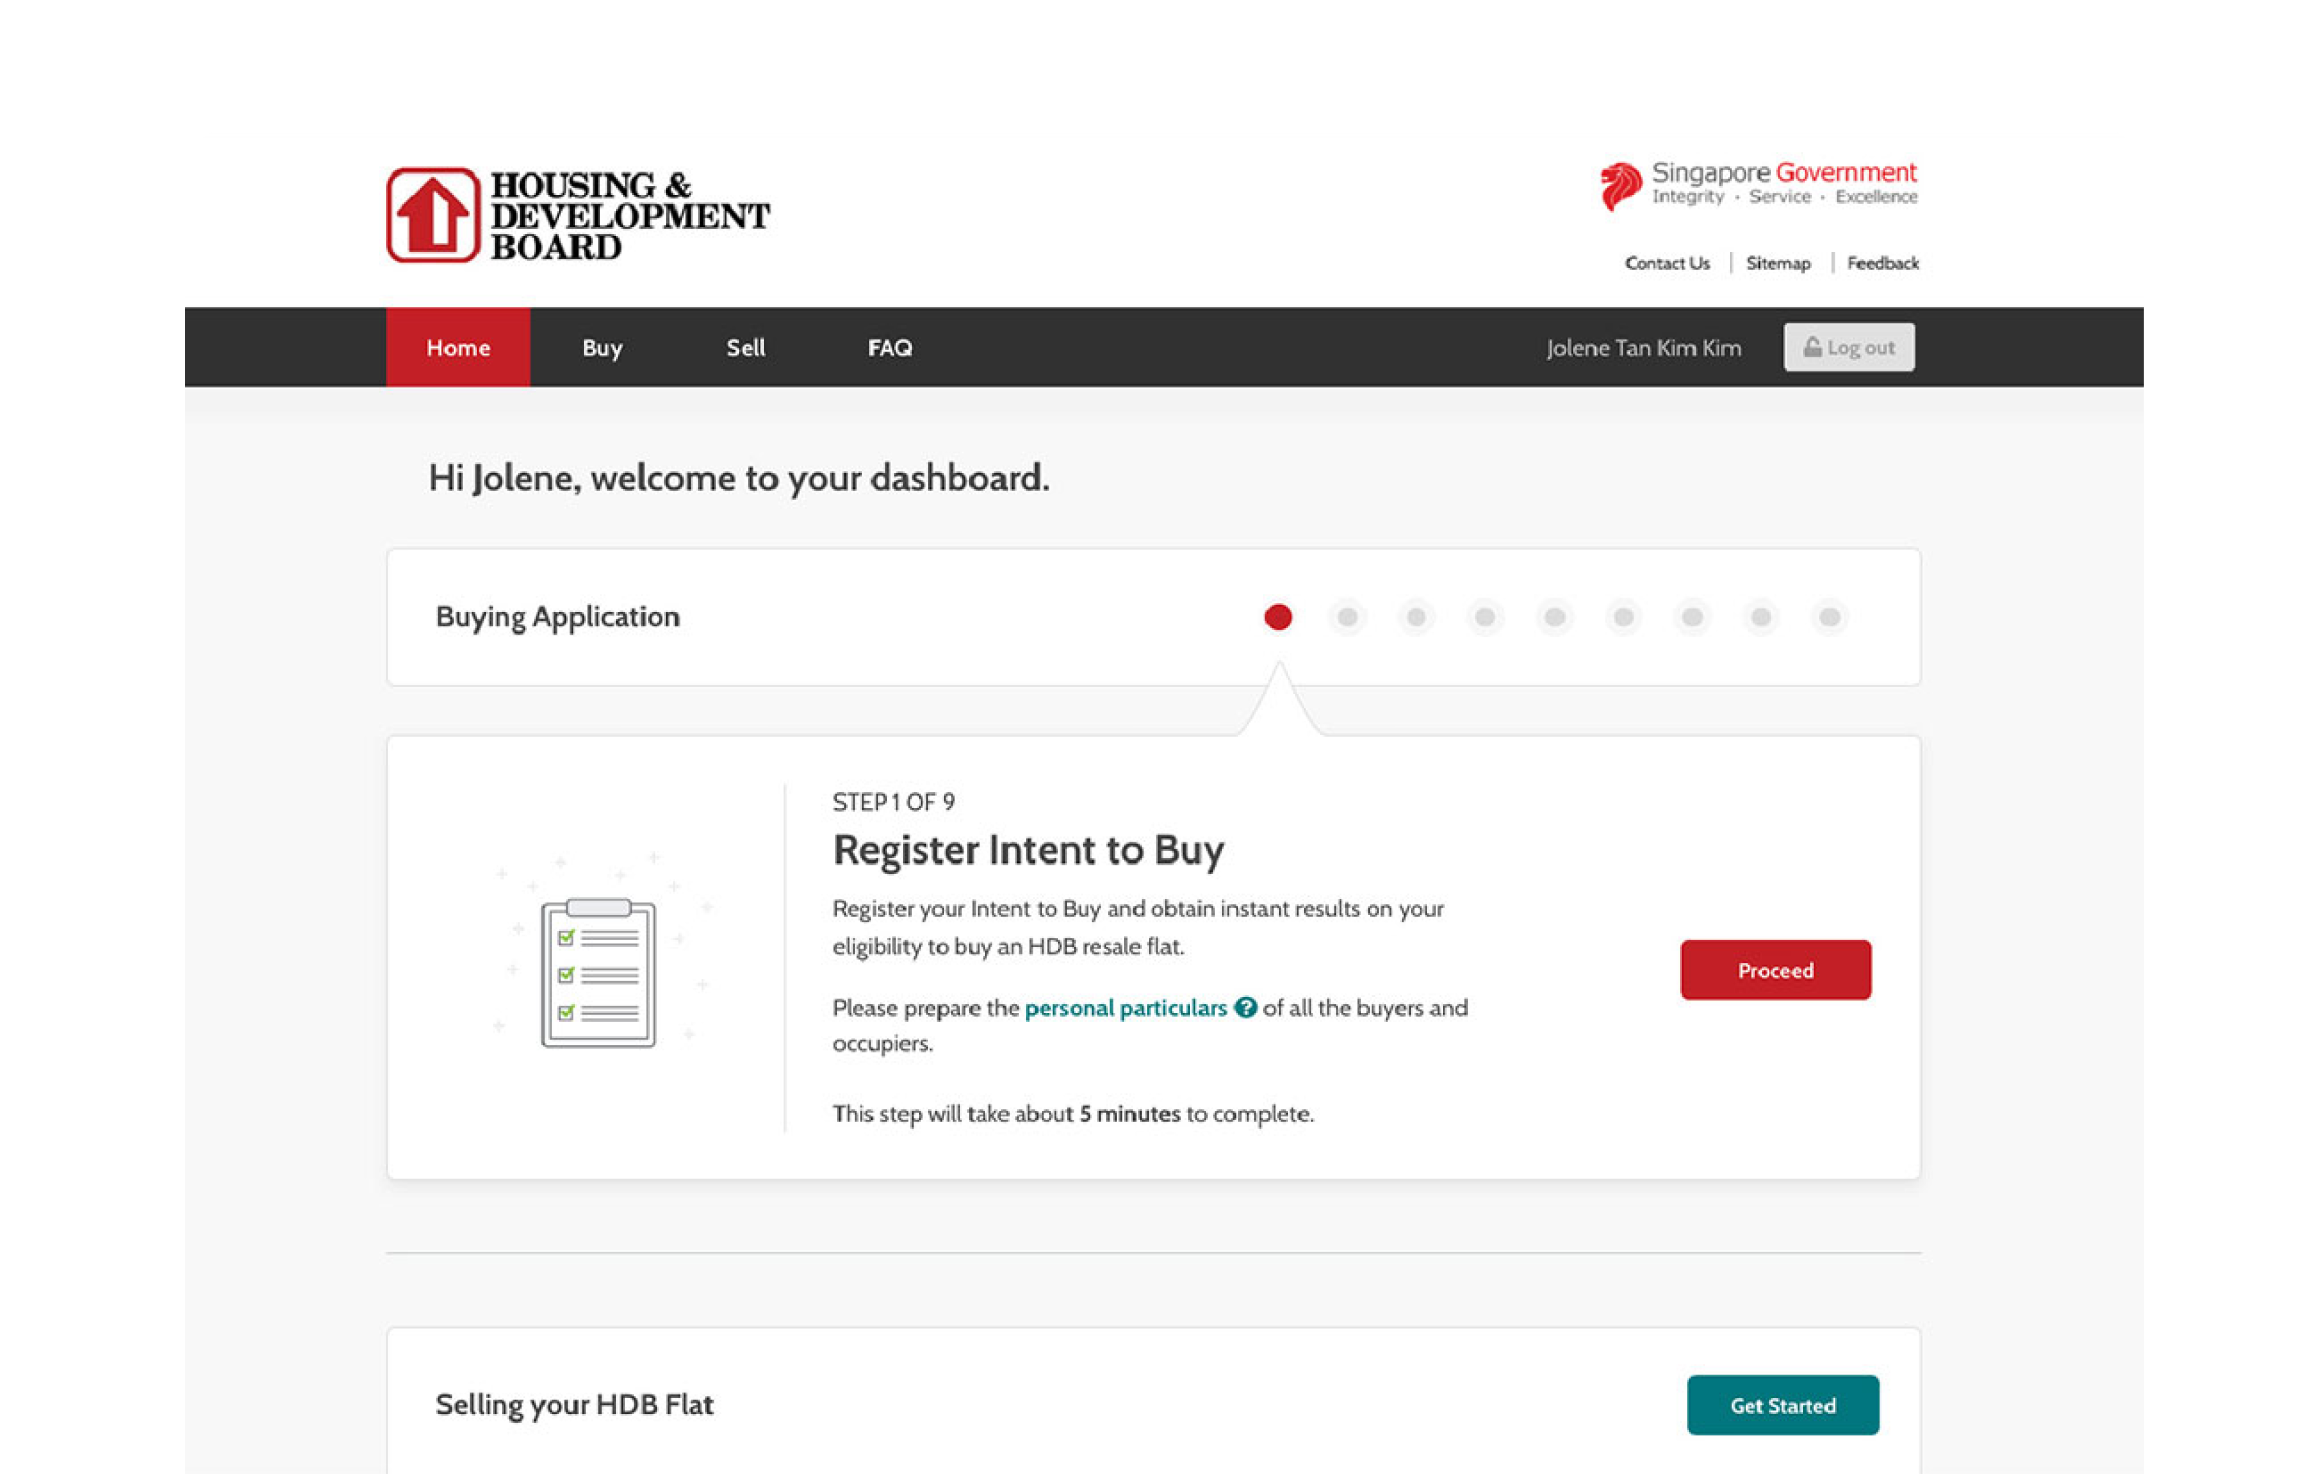 HOUSING &
DEVELOPMENT
BOARD
Singapore Government
Integrity · Service · Excellence
Contact Us | Sitemap | Feedback
Home Buy Sell FAQ Jolene Tan Kim Kim Log out
Hi Jolene, welcome to your dashboard.
Buying Application
STEP 1 OF 9
Register Intent to Buy
Register your Intent to Buy and obtain instant results on your
eligibility to buy an HDB resale flat.
Proceed
Please prepare the personal particulars ? of all the buyers and
occupiers.
This step will take about 5 minutes to complete.
Selling your HDB Flat
Get Started